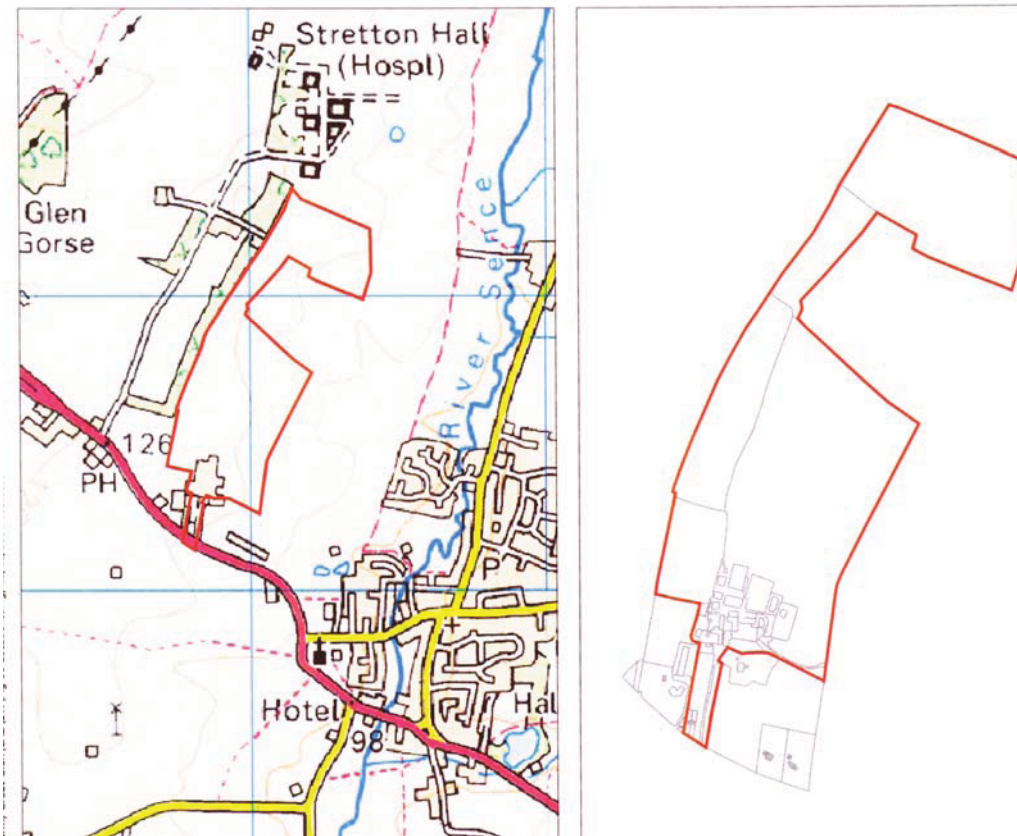 Stretton Hall
(Hospl)
Glen
Gorse
River Sence
126
PH
P
Hotel
98
Hal